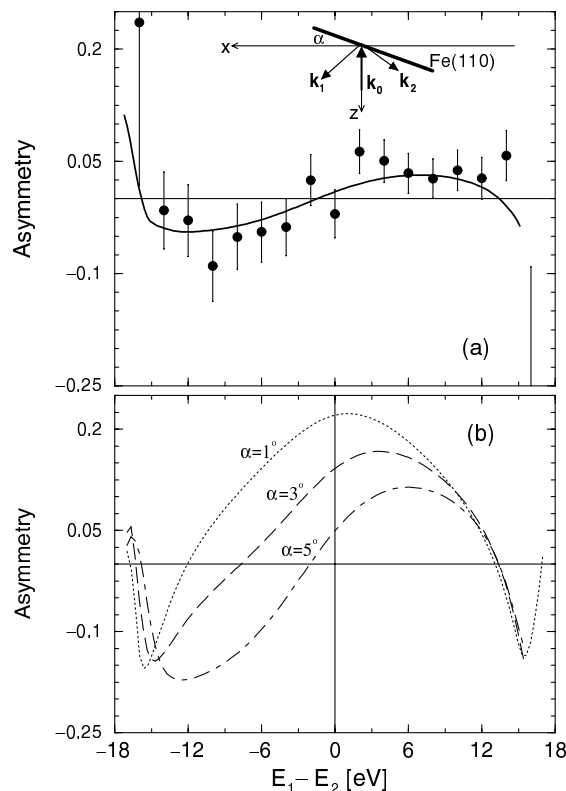 0.2
0.05
−0.1
−0.25
Asymmetry
x
α
Fe(110)
k1
k0
k2
z
(a)
0.2
0.05
−0.1
−0.25
Asymmetry
(b)
α=1°
α=3°
α=5°
−18 −12 −6 0 6 12 18
E1−E2 [eV]